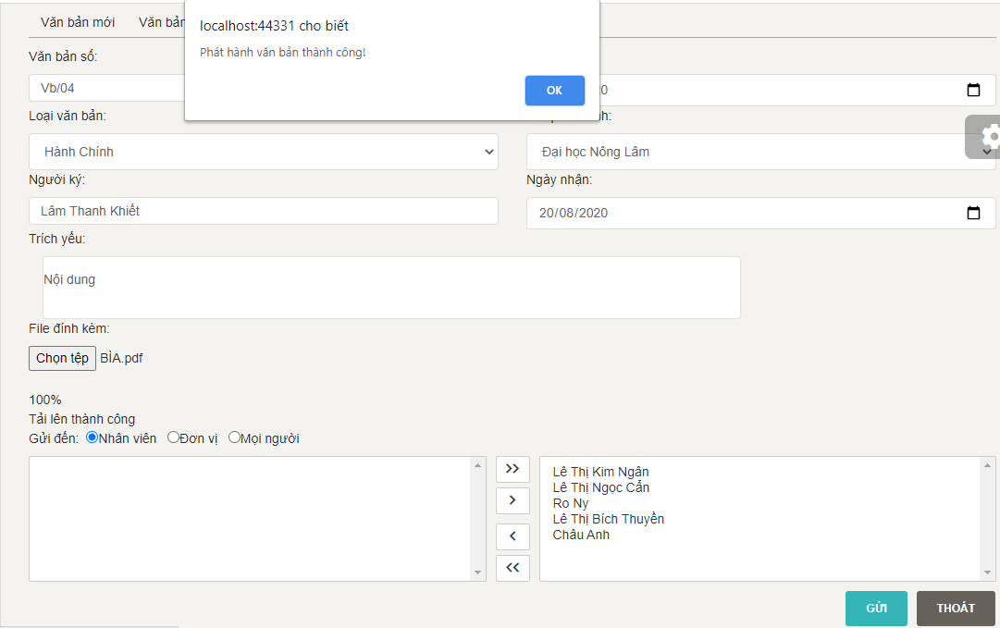 Văn bản mới Văn bản
localhost:44331 cho biết
Phát hành văn bản thành công!
OK
Văn bản số:
Vb/04
Loại văn bản:
Hành Chính
Đại học Nông Lâm
Người ký:
Ngày nhận:
Lâm Thanh Khiết
20/08/2020
Trích yếu:
Nội dung
File đính kèm:
Chọn tệp BÌA.pdf
100%
Tải lên thành công
Gửi đến: Nhân viên Đơn vị Mọi người
>>
>
<
<<
Lê Thị Kim Ngân
Lê Thị Ngọc Cẩn
Ro Ny
Lê Thị Bích Thuyền
Châu Anh
GỬI THOÁT